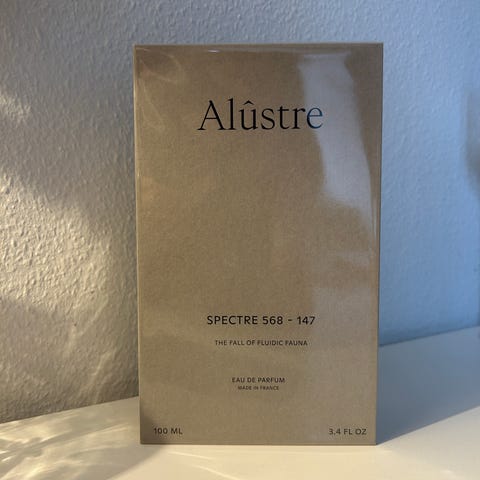 Alûstre
SPECTRE 568 - 147
THE FALL OF FLUIDIC FAUNA
EAU DE PARFUM
MADE IN FRANCE
100 ML 3.4 FL OZ